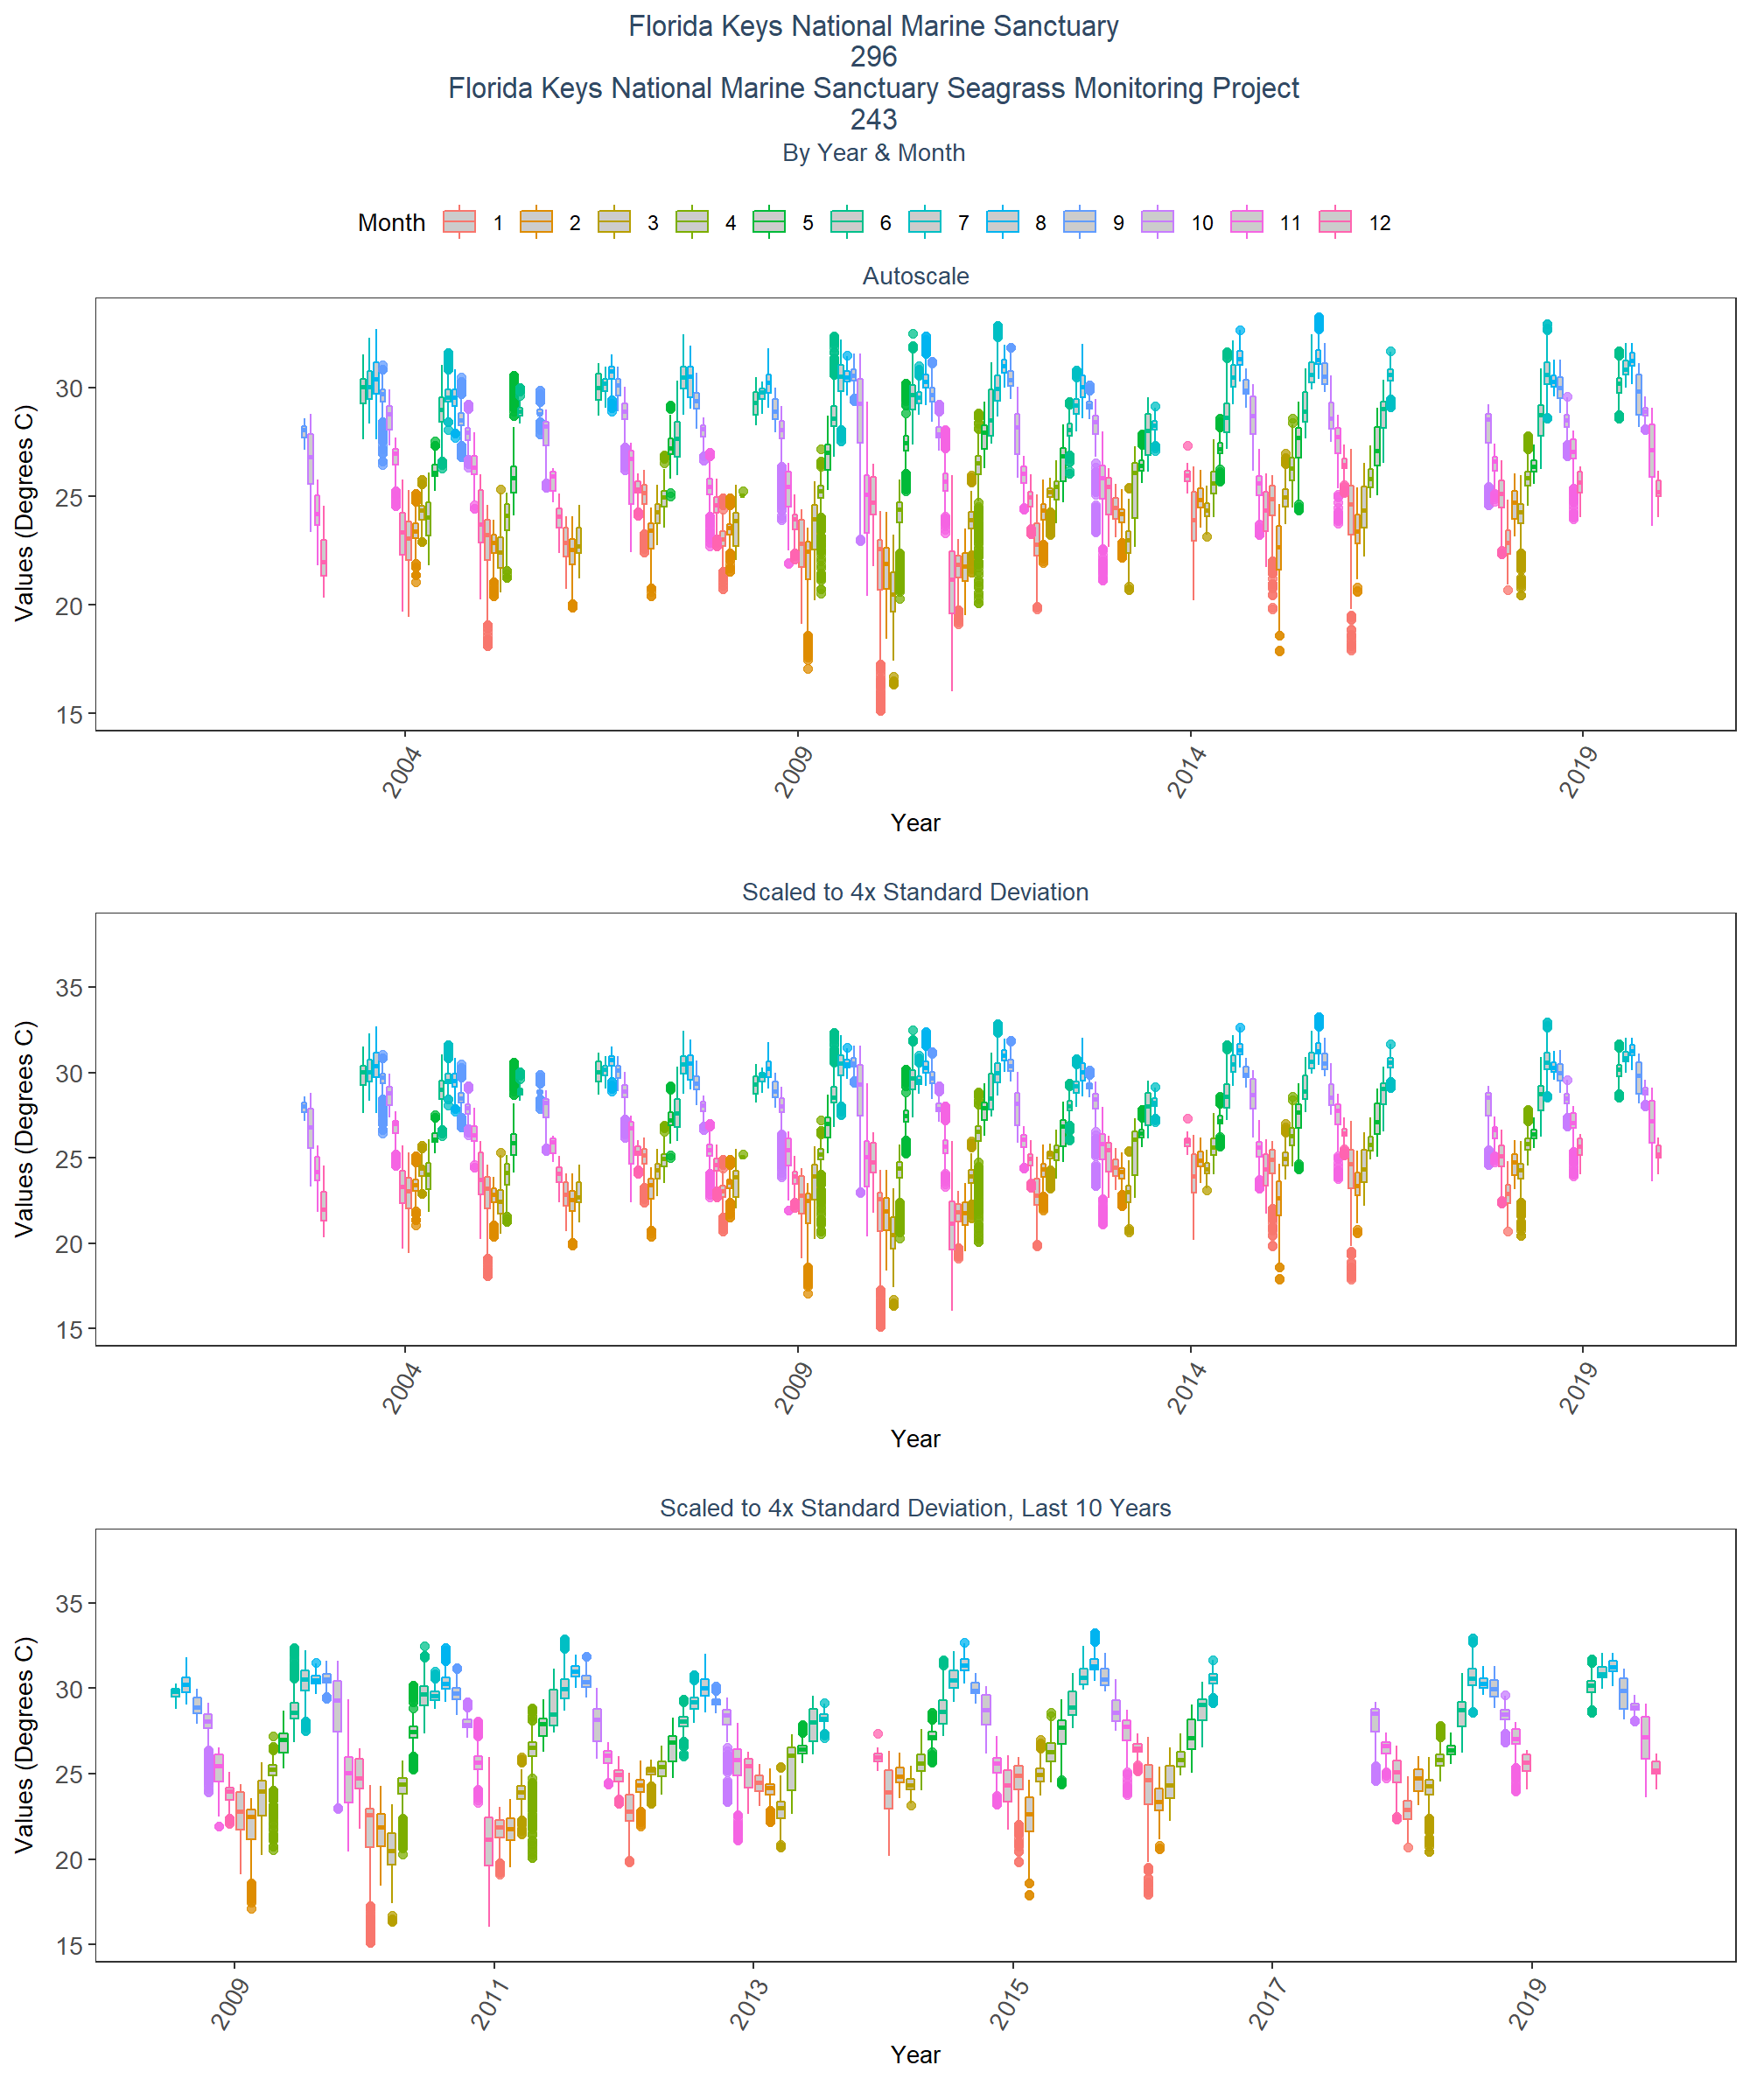 Florida Keys National Marine Sanctuary
296
Florida Keys National Marine Sanctuary Seagrass Monitoring Project
243
By Year & Month
Month 1 2 3 4 5 6 7 8 9 10 11 12
Autoscale
Values (Degrees C)
30
25
20
15
2004 2009 2014 2019
Year
Scaled to 4x Standard Deviation
Values (Degrees C)
35
30
25
20
15
2004 2009 2014 2019
Year
Scaled to 4x Standard Deviation, Last 10 Years
Values (Degrees C)
35
30
25
20
15
2009 2011 2013 2015 2017 2019
Year